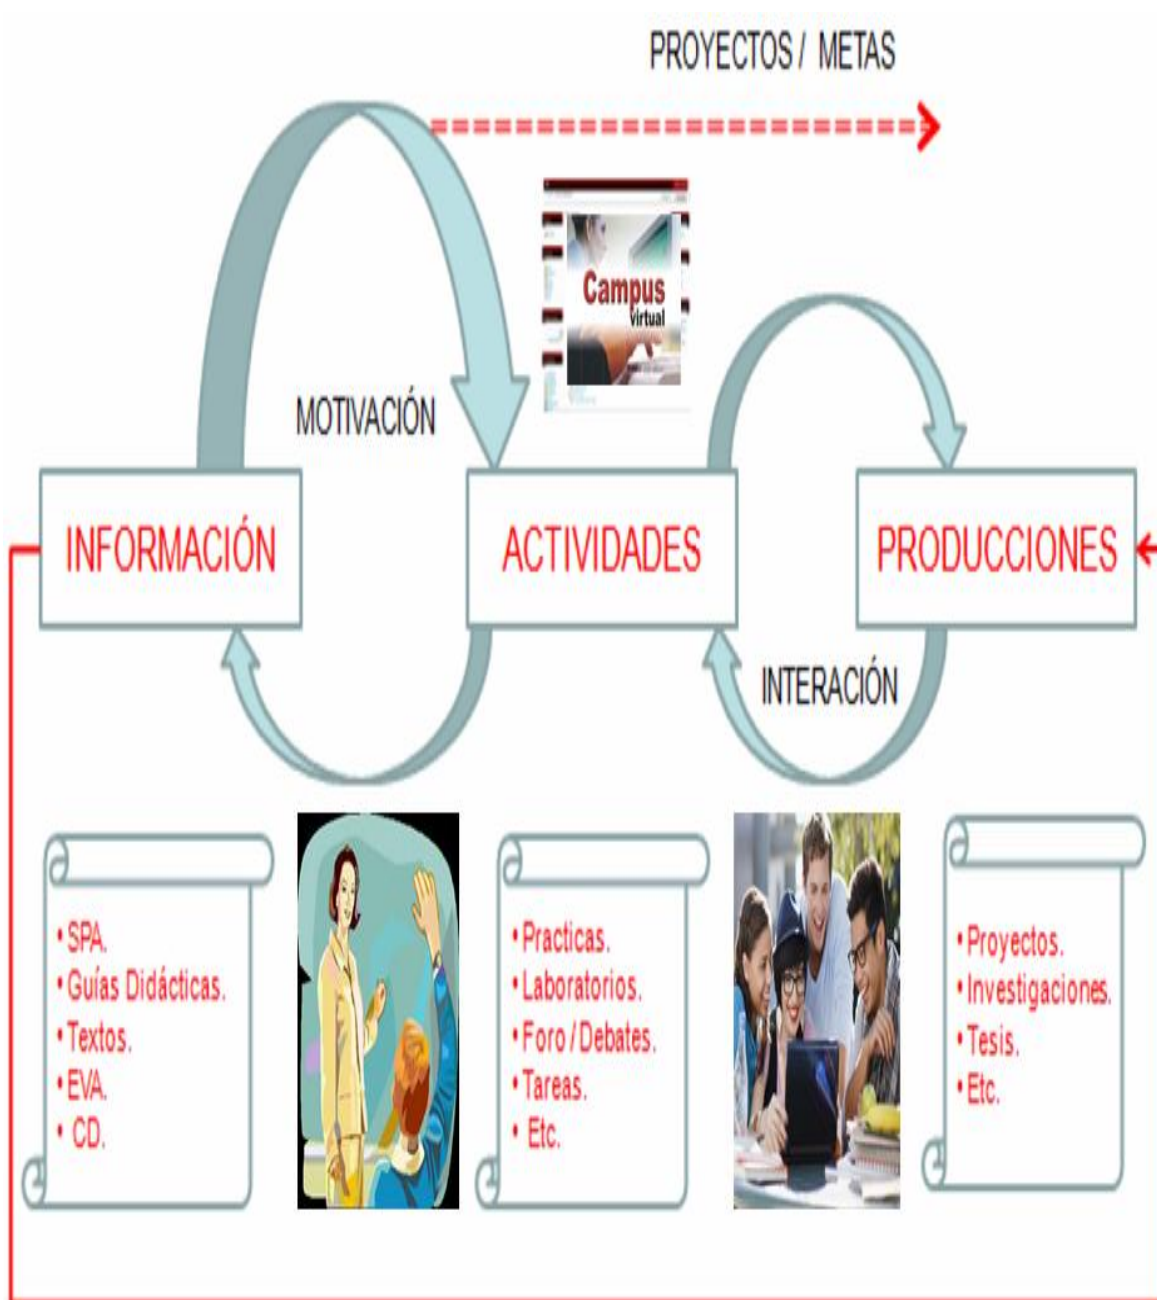 PROYECTOS / METAS
Campus
virtual
MOTIVACIÓN
INFORMACIÓN
ACTIVIDADES
PRODUCCIONES
INTERACIÓN
• SPA.
• Guías Didácticas.
• Textos.
• EVA.
• CD.
• Practicas.
• Laboratorios.
• Foro / Debates.
• Tareas.
• Etc.
• Proyectos.
• Investigaciones.
• Tesis.
• Etc.